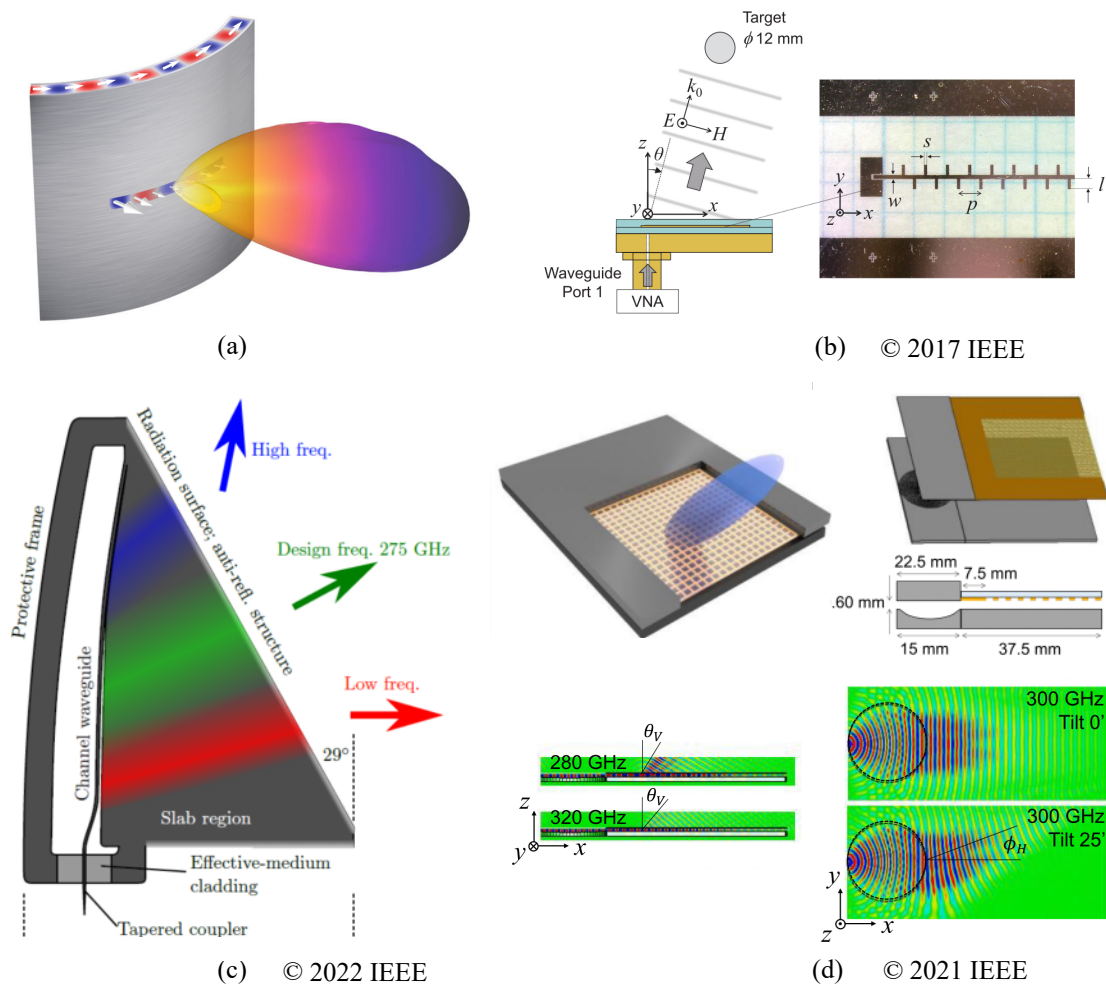 (a)
Target
ϕ 12 mm
k0
E
H
z
θ
y
x
Waveguide
Port 1
VNA
s
w
p
l
y
z
x
(b) © 2017 IEEE
Protective frame
Channel waveguide
Radiation surface; anti-refl. structure
High freq.
Design freq. 275 GHz
Low freq.
29°
Slab region
Effective-medium
cladding
Tapered coupler
(c) © 2022 IEEE
22.5 mm
7.5 mm
.60 mm
15 mm
37.5 mm
θV
280 GHz
θV
320 GHz
z
y
x
300 GHz
Tilt 0'
300 GHz
Tilt 25'
ϕH
y
z
x
(d) © 2021 IEEE